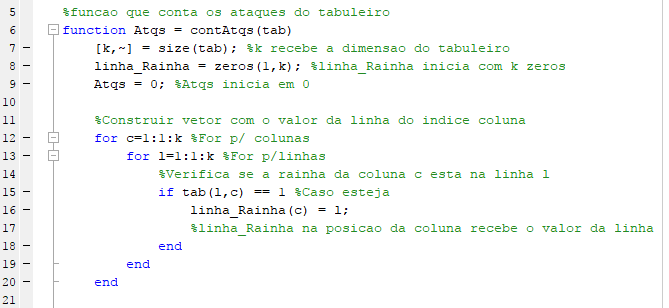 5 %funcao que conta os ataques do tabuleiro
6 function Atqs = contAtqs(tab)
7 – [k,~] = size(tab); %k recebe a dimensao do tabuleiro
8 – linha_Rainha = zeros(1,k); %linha_Rainha inicia com k zeros
9 – Atqs = 0; %Atqs inicia em 0
10
11 %Construir vetor com o valor da linha do indice coluna
12 – for c=1:1:k %For p/ colunas
13 – for l=1:1:k %For p/linhas
14 %Verifica se a rainha da coluna c esta na linha l
15 – if tab(l,c) == 1 %Caso esteja
16 – linha_Rainha(c) = l;
17 %linha_Rainha na posicao da coluna recebe o valor da linha
18 – end
19 – end
20 – end
21